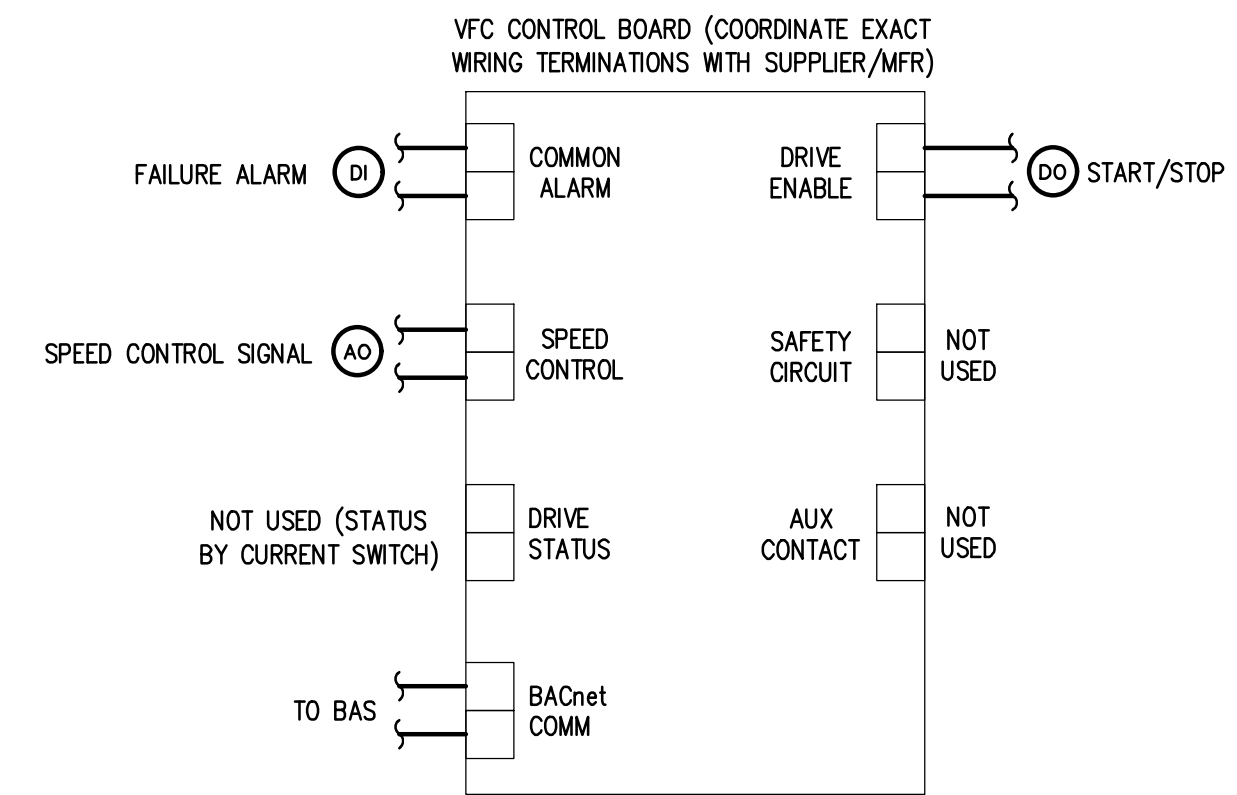 VFC CONTROL BOARD (COORDINATE EXACT
WIRING TERMINATIONS WITH SUPPLIER/MFR)
FAILURE ALARM
DI
COMMON
ALARM
DRIVE
ENABLE
DO
START/STOP
SPEED CONTROL SIGNAL
AO
SPEED
CONTROL
SAFETY
CIRCUIT
NOT
USED
NOT USED (STATUS
BY CURRENT SWITCH)
DRIVE
STATUS
AUX
CONTACT
NOT
USED
TO BAS
BACnet
COMM